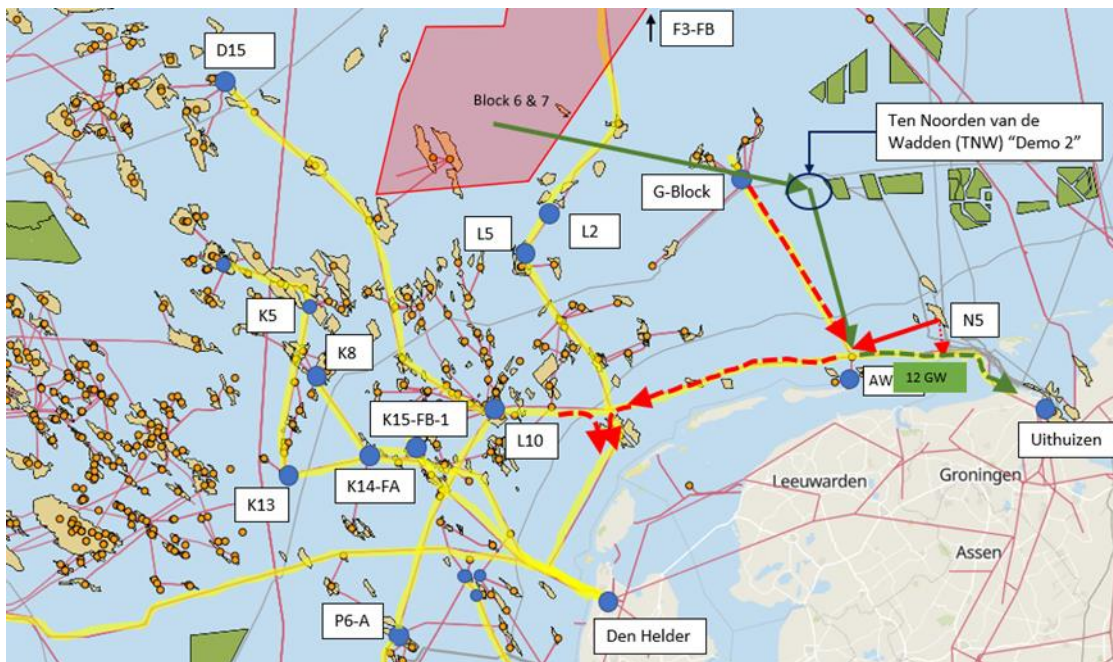 F3-FB
D15
Block 6 & 7
Ten Noorden van de
Wadden (TNW) “Demo 2”
G-Block
L2
L5
K5
N5
K8
AW
12 GW
K15-FB-1
L10
Uithuizen
K14-FA
K13
Leeuwarden
Groningen
Assen
P6-A
Den Helder